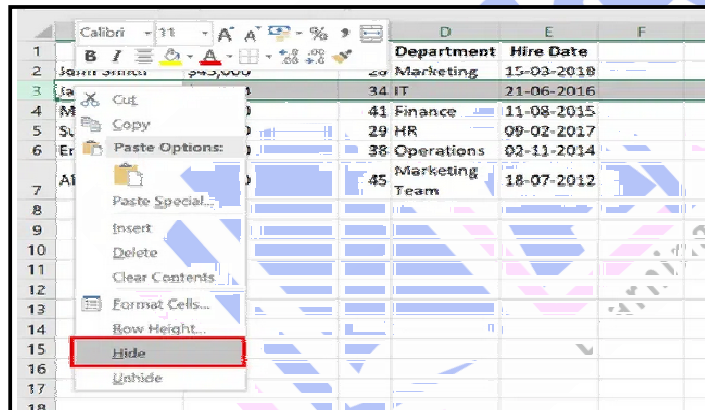 Calibri 11 A A % ,
D E F
B I A
1 Department Hire Date
2 John Smith $45,000 28 Marketing 15-03-2018
3 34 IT 21-06-2016
Cut
4 M 41 Finance 11-08-2015
Copy
5 29 HR 09-02-2017
6 Er 38 Operations 02-11-2014
Paste Options:
7 Al 45 Marketing Team 18-07-2012
Paste Special...
8
9 Insert
10 Delete
11 Clear Contents
12
13 Format Cells...
14 Row Height...
15 Hide
16 Unhide
17
18